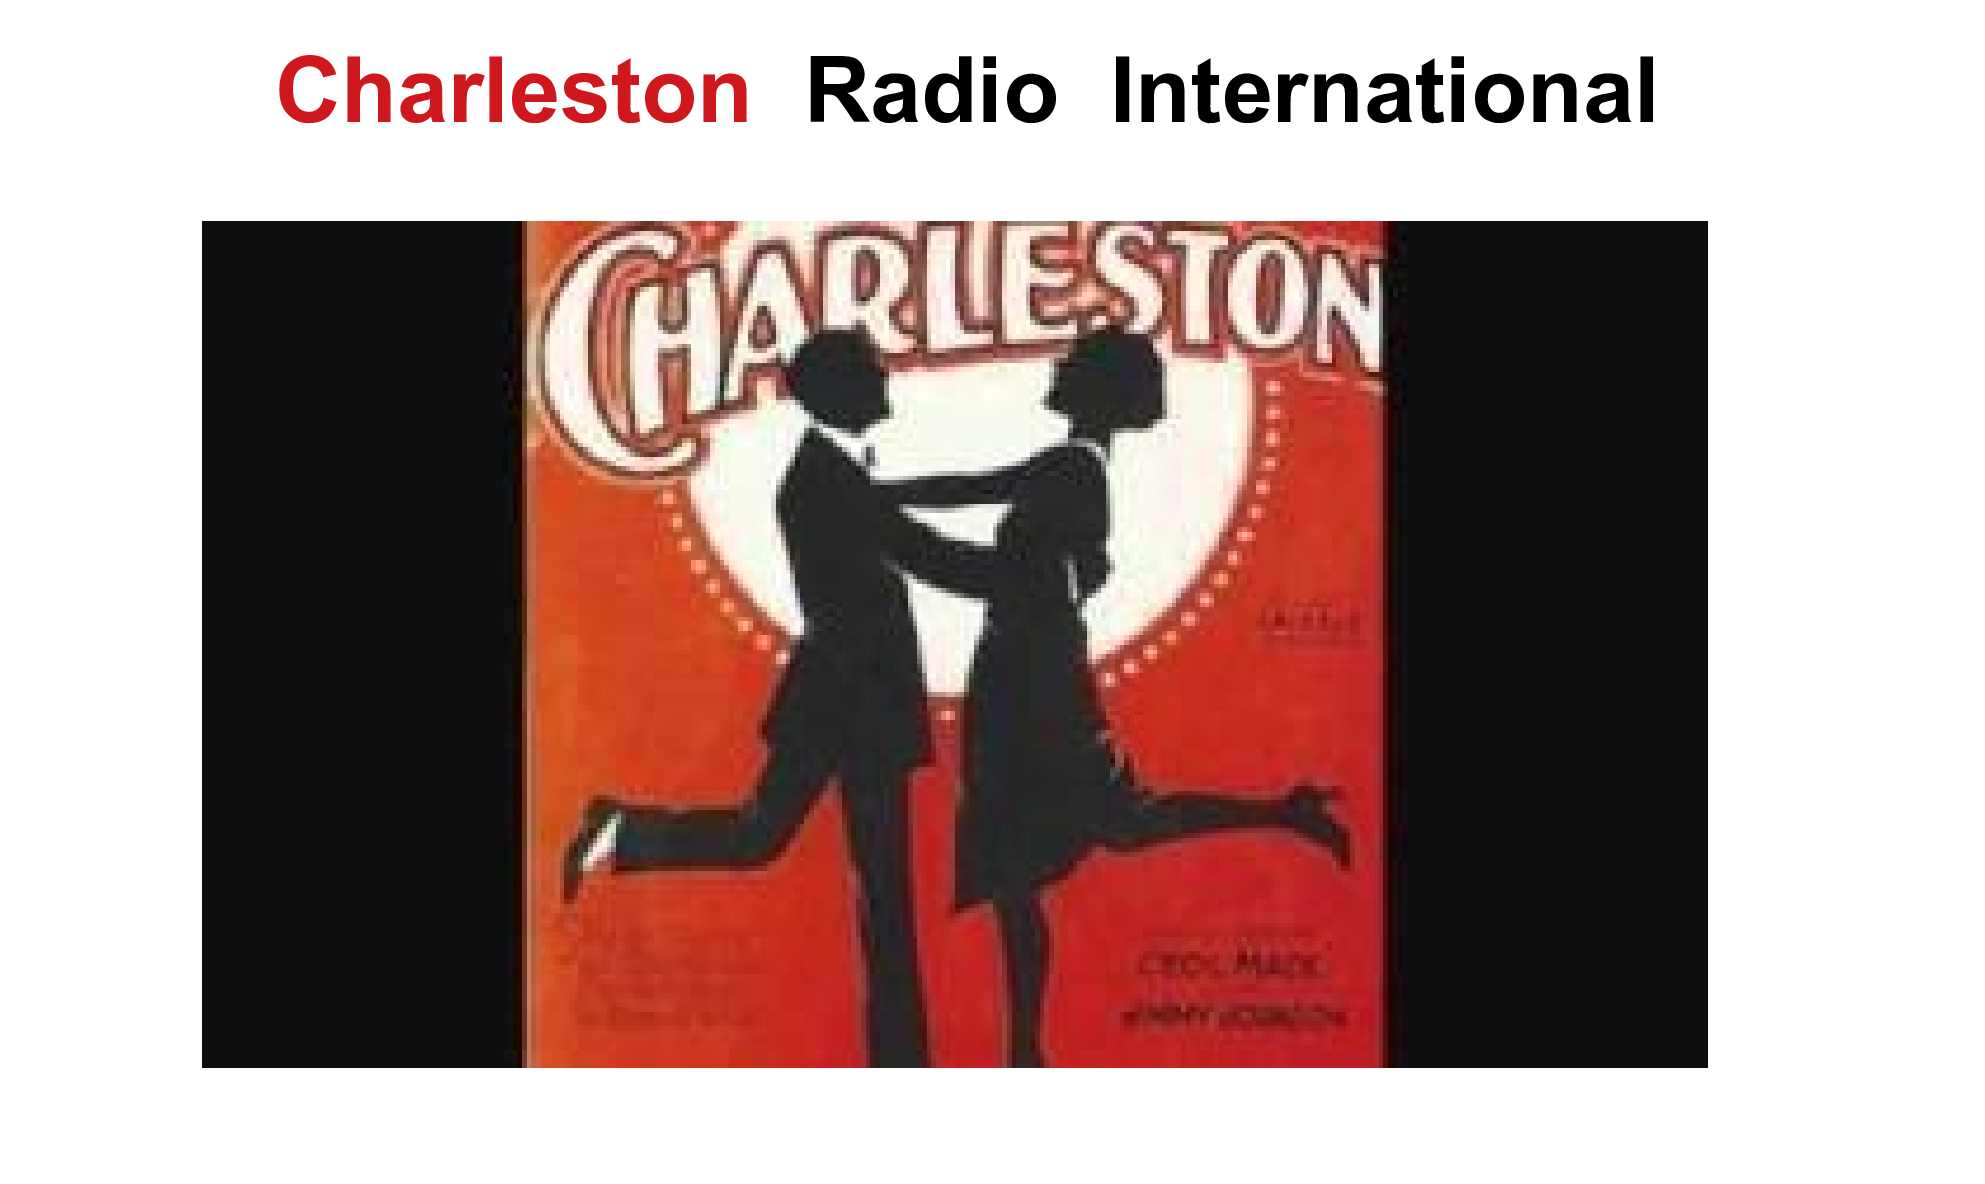 Charleston Radio International
CHARLESTON
CECIL MACK
JIMMY JOHNSON